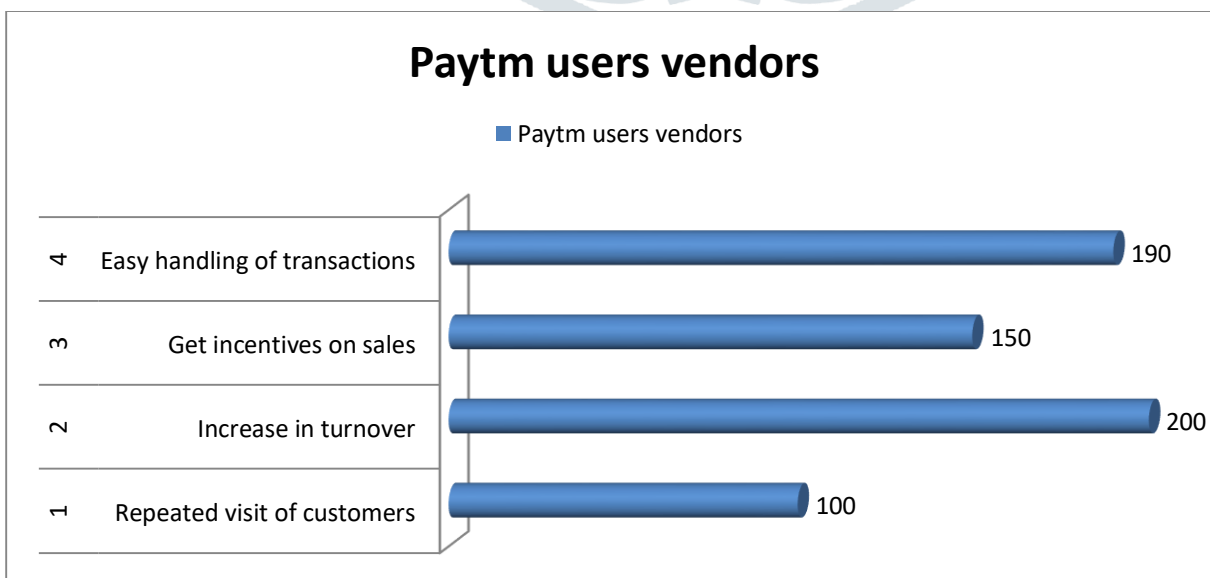 Paytm users vendors
Paytm users vendors
4 Easy handling of transactions 190
3 Get incentives on sales 150
2 Increase in turnover 200
1 Repeated visit of customers 100